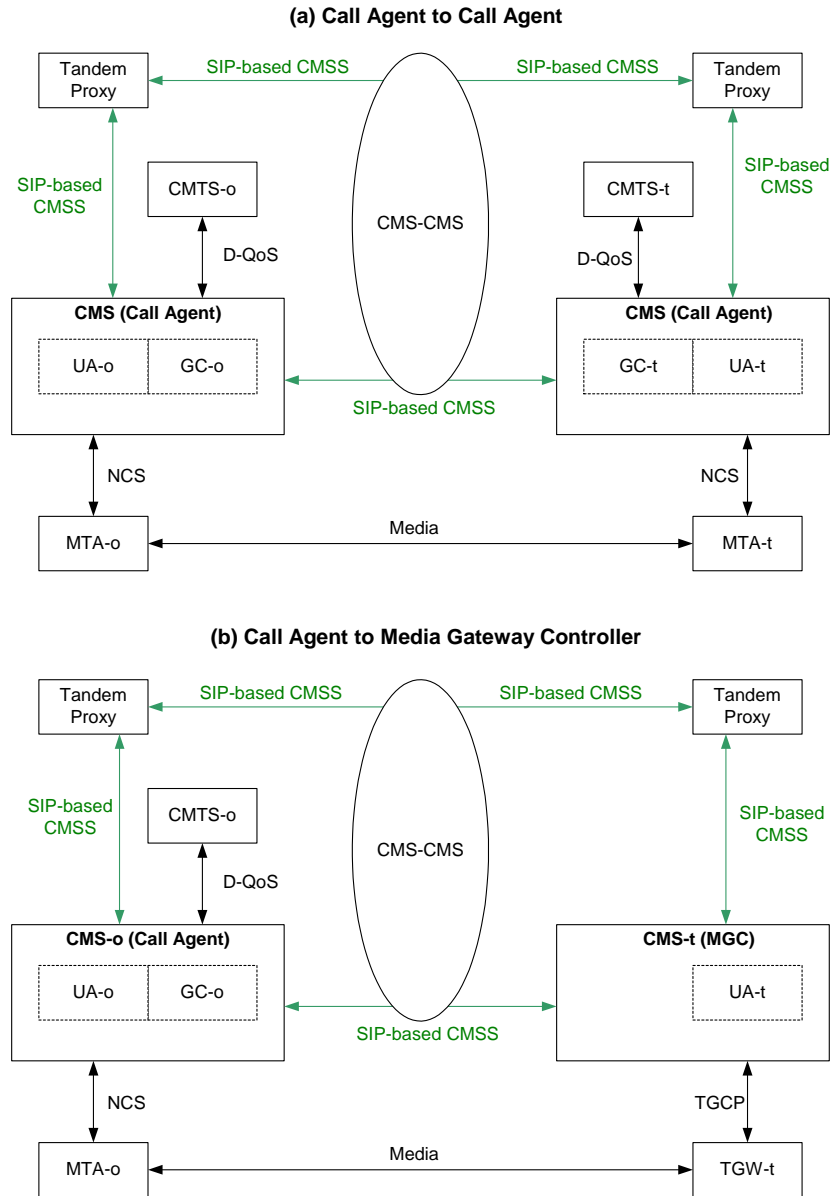 (a) Call Agent to Call Agent
Tandem
Proxy
SIP-based CMSS
SIP-based CMSS
Tandem
Proxy
SIP-based
CMSS
CMTS-o
CMS-CMS
CMTS-t
SIP-based
CMSS
D-QoS
D-QoS
CMS (Call Agent)
UA-o
GC-o
CMS (Call Agent)
GC-t
UA-t
SIP-based CMSS
NCS
NCS
MTA-o
Media
MTA-t
(b) Call Agent to Media Gateway Controller
Tandem
Proxy
SIP-based CMSS
SIP-based CMSS
Tandem
Proxy
SIP-based
CMSS
CMTS-o
CMS-CMS
SIP-based
CMSS
D-QoS
CMS-o (Call Agent)
UA-o
GC-o
CMS-t (MGC)
UA-t
SIP-based CMSS
NCS
TGCP
MTA-o
Media
TGW-t